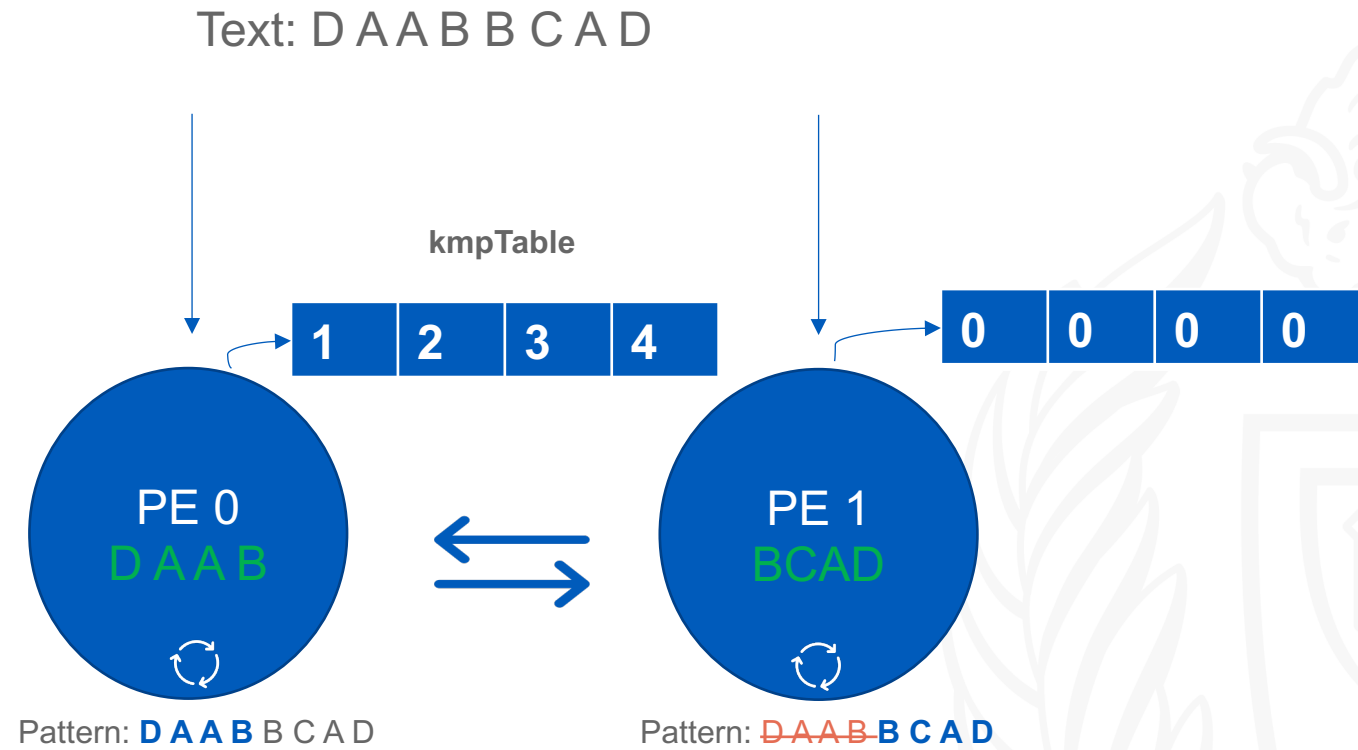 Text: D A A B B C A D
kmpTable
1 2 3 4
0 0 0 0
PE 0
D A A B
PE 1
BCAD
Pattern: D A A B B C A D
Pattern: D A A B B C A D